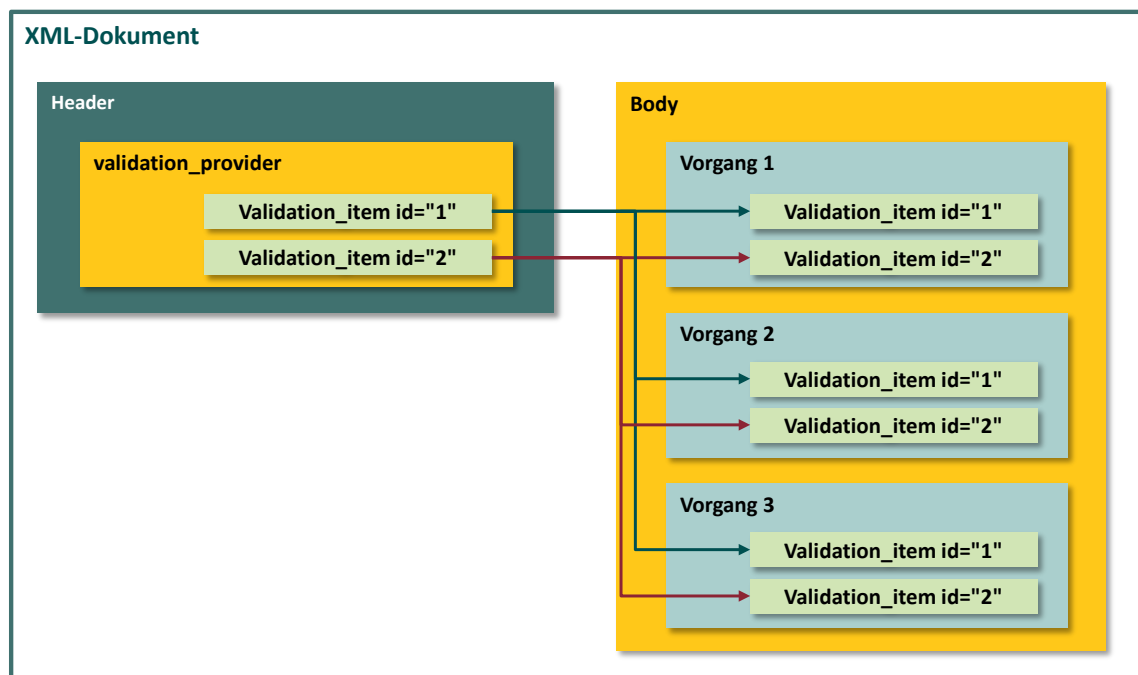 XML-Dokument
Header
validation_provider
Validation_item id="1"
Validation_item id="2"
Body
Vorgang 1
Validation_item id="1"
Validation_item id="2"
Vorgang 2
Validation_item id="1"
Validation_item id="2"
Vorgang 3
Validation_item id="1"
Validation_item id="2"